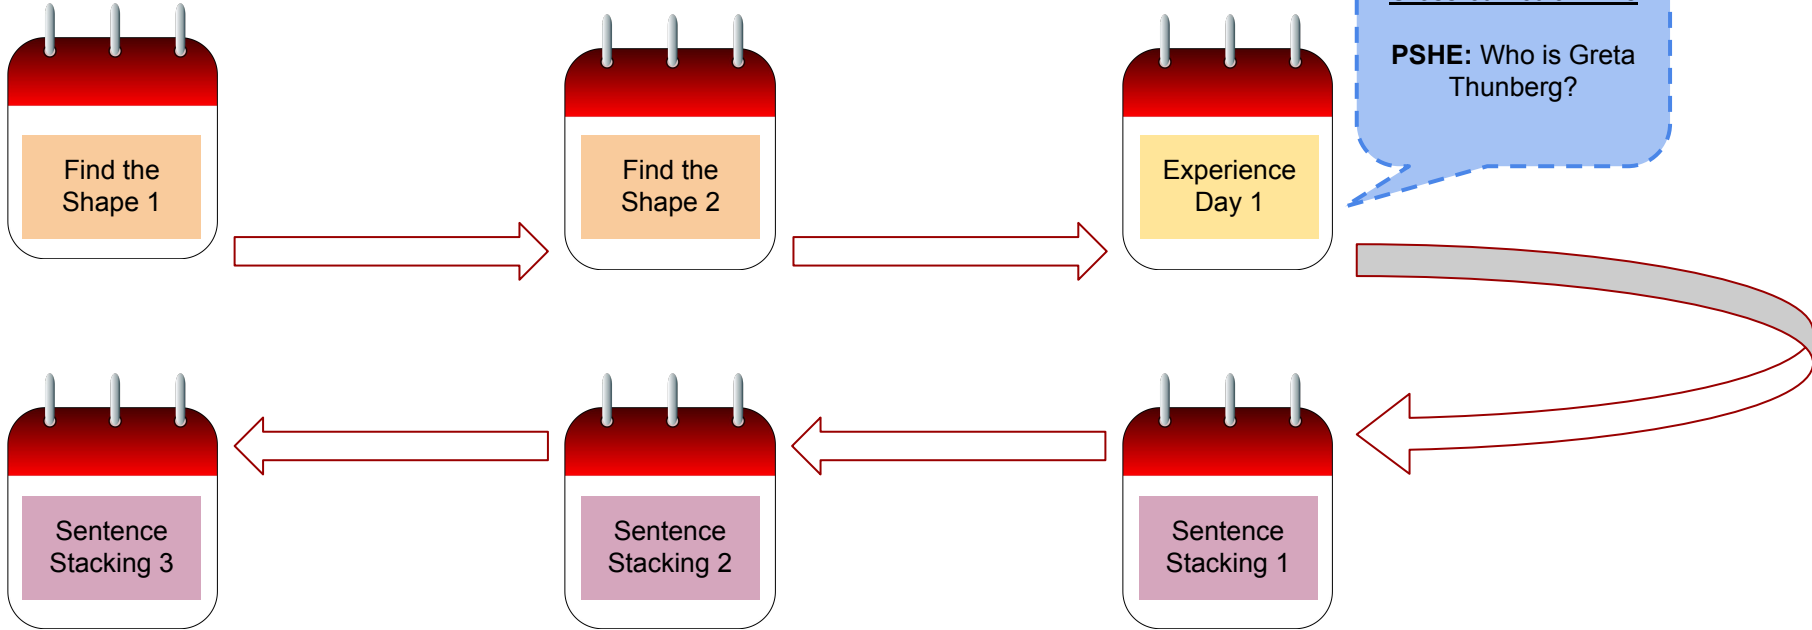 PSHE: Who is Greta
Thunberg?
Find the
Shape 1
Find the
Shape 2
Experience
Day 1
Sentence
Stacking 3
Sentence
Stacking 2
Sentence
Stacking 1